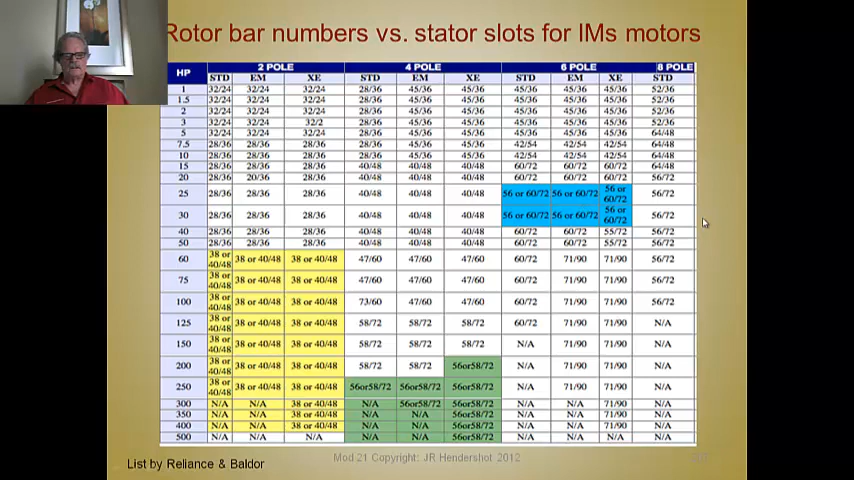 Rotor bar numbers vs. stator slots for IMs motors
HP 2 POLE 4 POLE 6 POLE 8 POLE
STD EM XE STD EM XE STD EM XE STD
1 32/24 32/24 32/24 28/36 45/36 45/36 45/36 45/36 45/36 52/36
1.5 32/24 32/24 32/24 28/36 45/36 45/36 45/36 45/36 45/36 52/36
2 32/24 32/24 32/24 28/36 45/36 45/36 45/36 45/36 45/36 52/36
3 32/24 32/24 32/2 28/36 45/36 45/36 45/36 45/36 45/36 52/36
5 32/24 32/24 32/24 28/36 45/36 45/36 45/36 45/36 45/36 64/48
7.5 28/36 28/36 28/36 28/36 45/36 45/36 42/54 42/54 42/54 64/48
10 28/36 28/36 28/36 28/36 45/36 45/36 42/54 42/54 42/54 64/48
15 28/36 28/36 28/36 40/48 40/48 40/48 60/72 60/72 60/72 64/48
20 28/36 20/36 28/36 40/48 40/48 40/48 60/72 60/72 60/72 56/72
25 28/36 28/36 28/36 40/48 40/48 40/48 56 or 60/72 56 or 60/72 56 or 60/72 56/72
30 28/36 28/36 28/36 40/48 40/48 40/48 56 or 60/72 56 or 60/72 56 or 60/72 56/72
40 28/36 28/36 28/36 40/48 40/48 40/48 60/72 60/72 55/72 56/72
50 28/36 28/36 28/36 40/48 40/48 40/48 60/72 60/72 55/72 56/72
60 38 or 40/48 38 or 40/48 38 or 40/48 47/60 47/60 47/60 60/72 71/90 71/90 56/72
75 38 or 40/48 38 or 40/48 38 or 40/48 47/60 47/60 47/60 60/72 71/90 71/90 56/72
100 38 or 40/48 38 or 40/48 38 or 40/48 73/60 47/60 47/60 60/72 71/90 71/90 56/72
125 38 or 40/48 38 or 40/48 38 or 40/48 58/72 58/72 58/72 60/72 71/90 71/90 N/A
150 38 or 40/48 38 or 40/48 38 or 40/48 58/72 58/72 58/72 N/A 71/90 71/90 N/A
200 38 or 40/48 38 or 40/48 38 or 40/48 58/72 58/72 56or58/72 N/A 71/90 71/90 N/A
250 38 or 40/48 38 or 40/48 38 or 40/48 56or58/72 56or58/72 56or58/72 N/A 71/90 71/90 N/A
300 N/A N/A 38 or 40/48 N/A 56or58/72 56or58/72 N/A N/A 71/90 N/A
350 N/A N/A 38 or 40/48 N/A N/A 56or58/72 N/A N/A 71/90 N/A
400 N/A N/A 38 or 40/48 N/A N/A 56or58/72 N/A N/A 71/90 N/A
500 N/A N/A N/A N/A N/A 56or58/72 N/A N/A N/A N/A
List by Reliance & Baldor
Mod 21 Copyright: JR Hendershot 2012